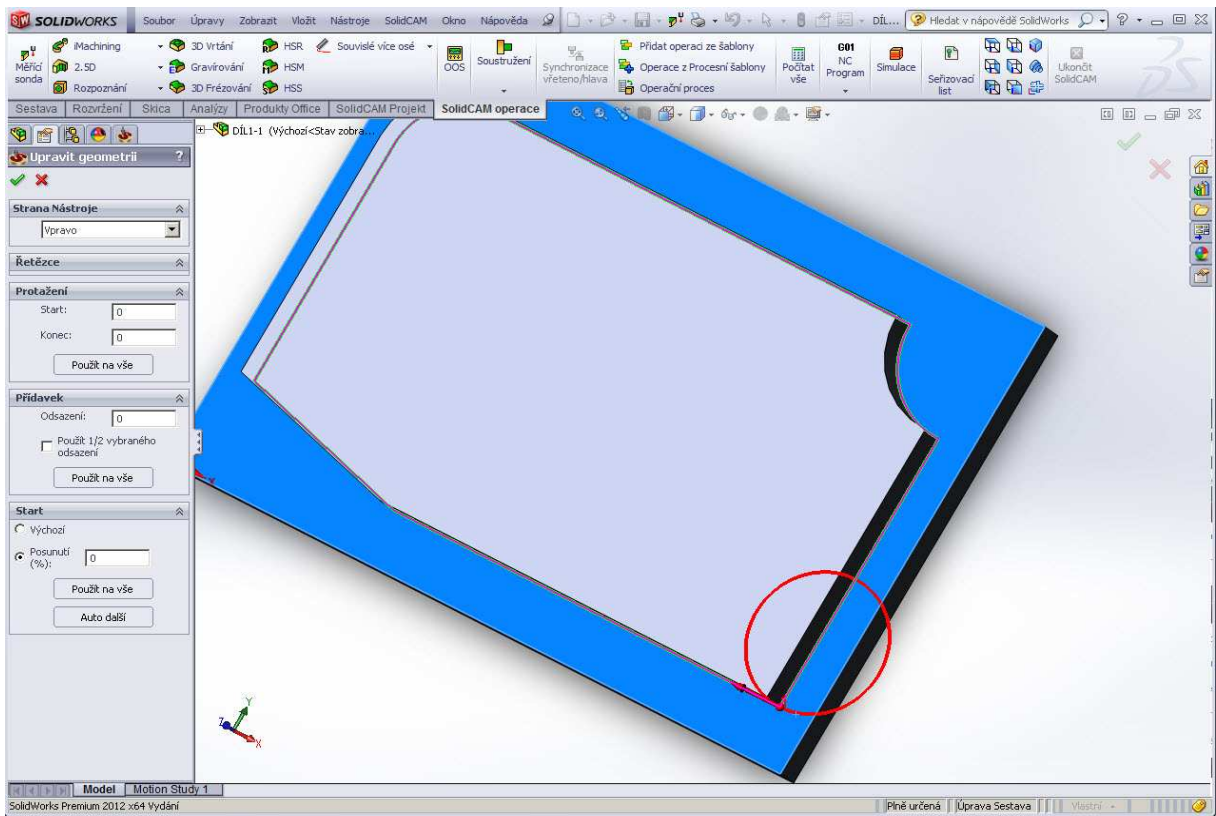 SW SOLIDWORKS Soubor Úpravy Zobrazit Vložit Nástroje SolidCAM Okno Nápověda DíL... Hledat v nápovědě SolidWorks
iMachining 3D Vrtání HSR Souvislé více osé Přidat operaci ze šablony G01
Měřící sonda 2.5D Gravírování HSM OOS Soustružení Synchronizace vřeteno/hlava Operace z Procesní šablony Počítat vše NC Program Simulace Seřizovací list Ukončit SolidCAM
Rozpoznání 3D Frézování HSS Operační proces
Sestava Rozvržení Skica Analýzy Produkty Office SolidCAM Projekt SolidCAM operace
DíL1-1 (Výchozí<Stav zobra...
Upravit geometrii ?
Strana Nástroje
Vpravo
Řetězce
Protažení
Start: 0
Konec: 0
Použít na vše
Přídavek
Odsazení: 0
Použít 1/2 vybraného
odsazení
Použít na vše
Start
Výchozí
Posunutí
(%): 0
Použít na vše
Auto další
Y
Z
X
Model Motion Study 1
SolidWorks Premium 2012 x64 Vydání Plně určená Úprava Sestava Vlastní